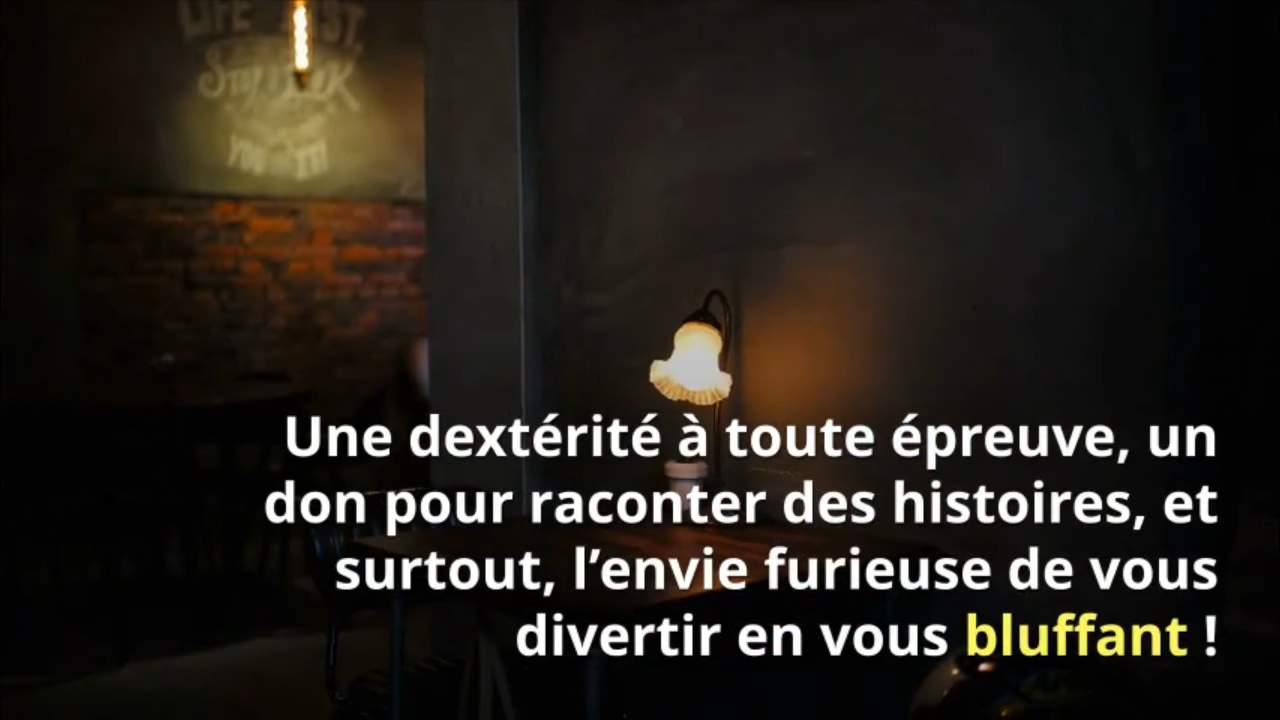 Une dextérité à toute épreuve, un
don pour raconter des histoires, et
surtout, l’envie furieuse de vous
divertir en vous bluffant !